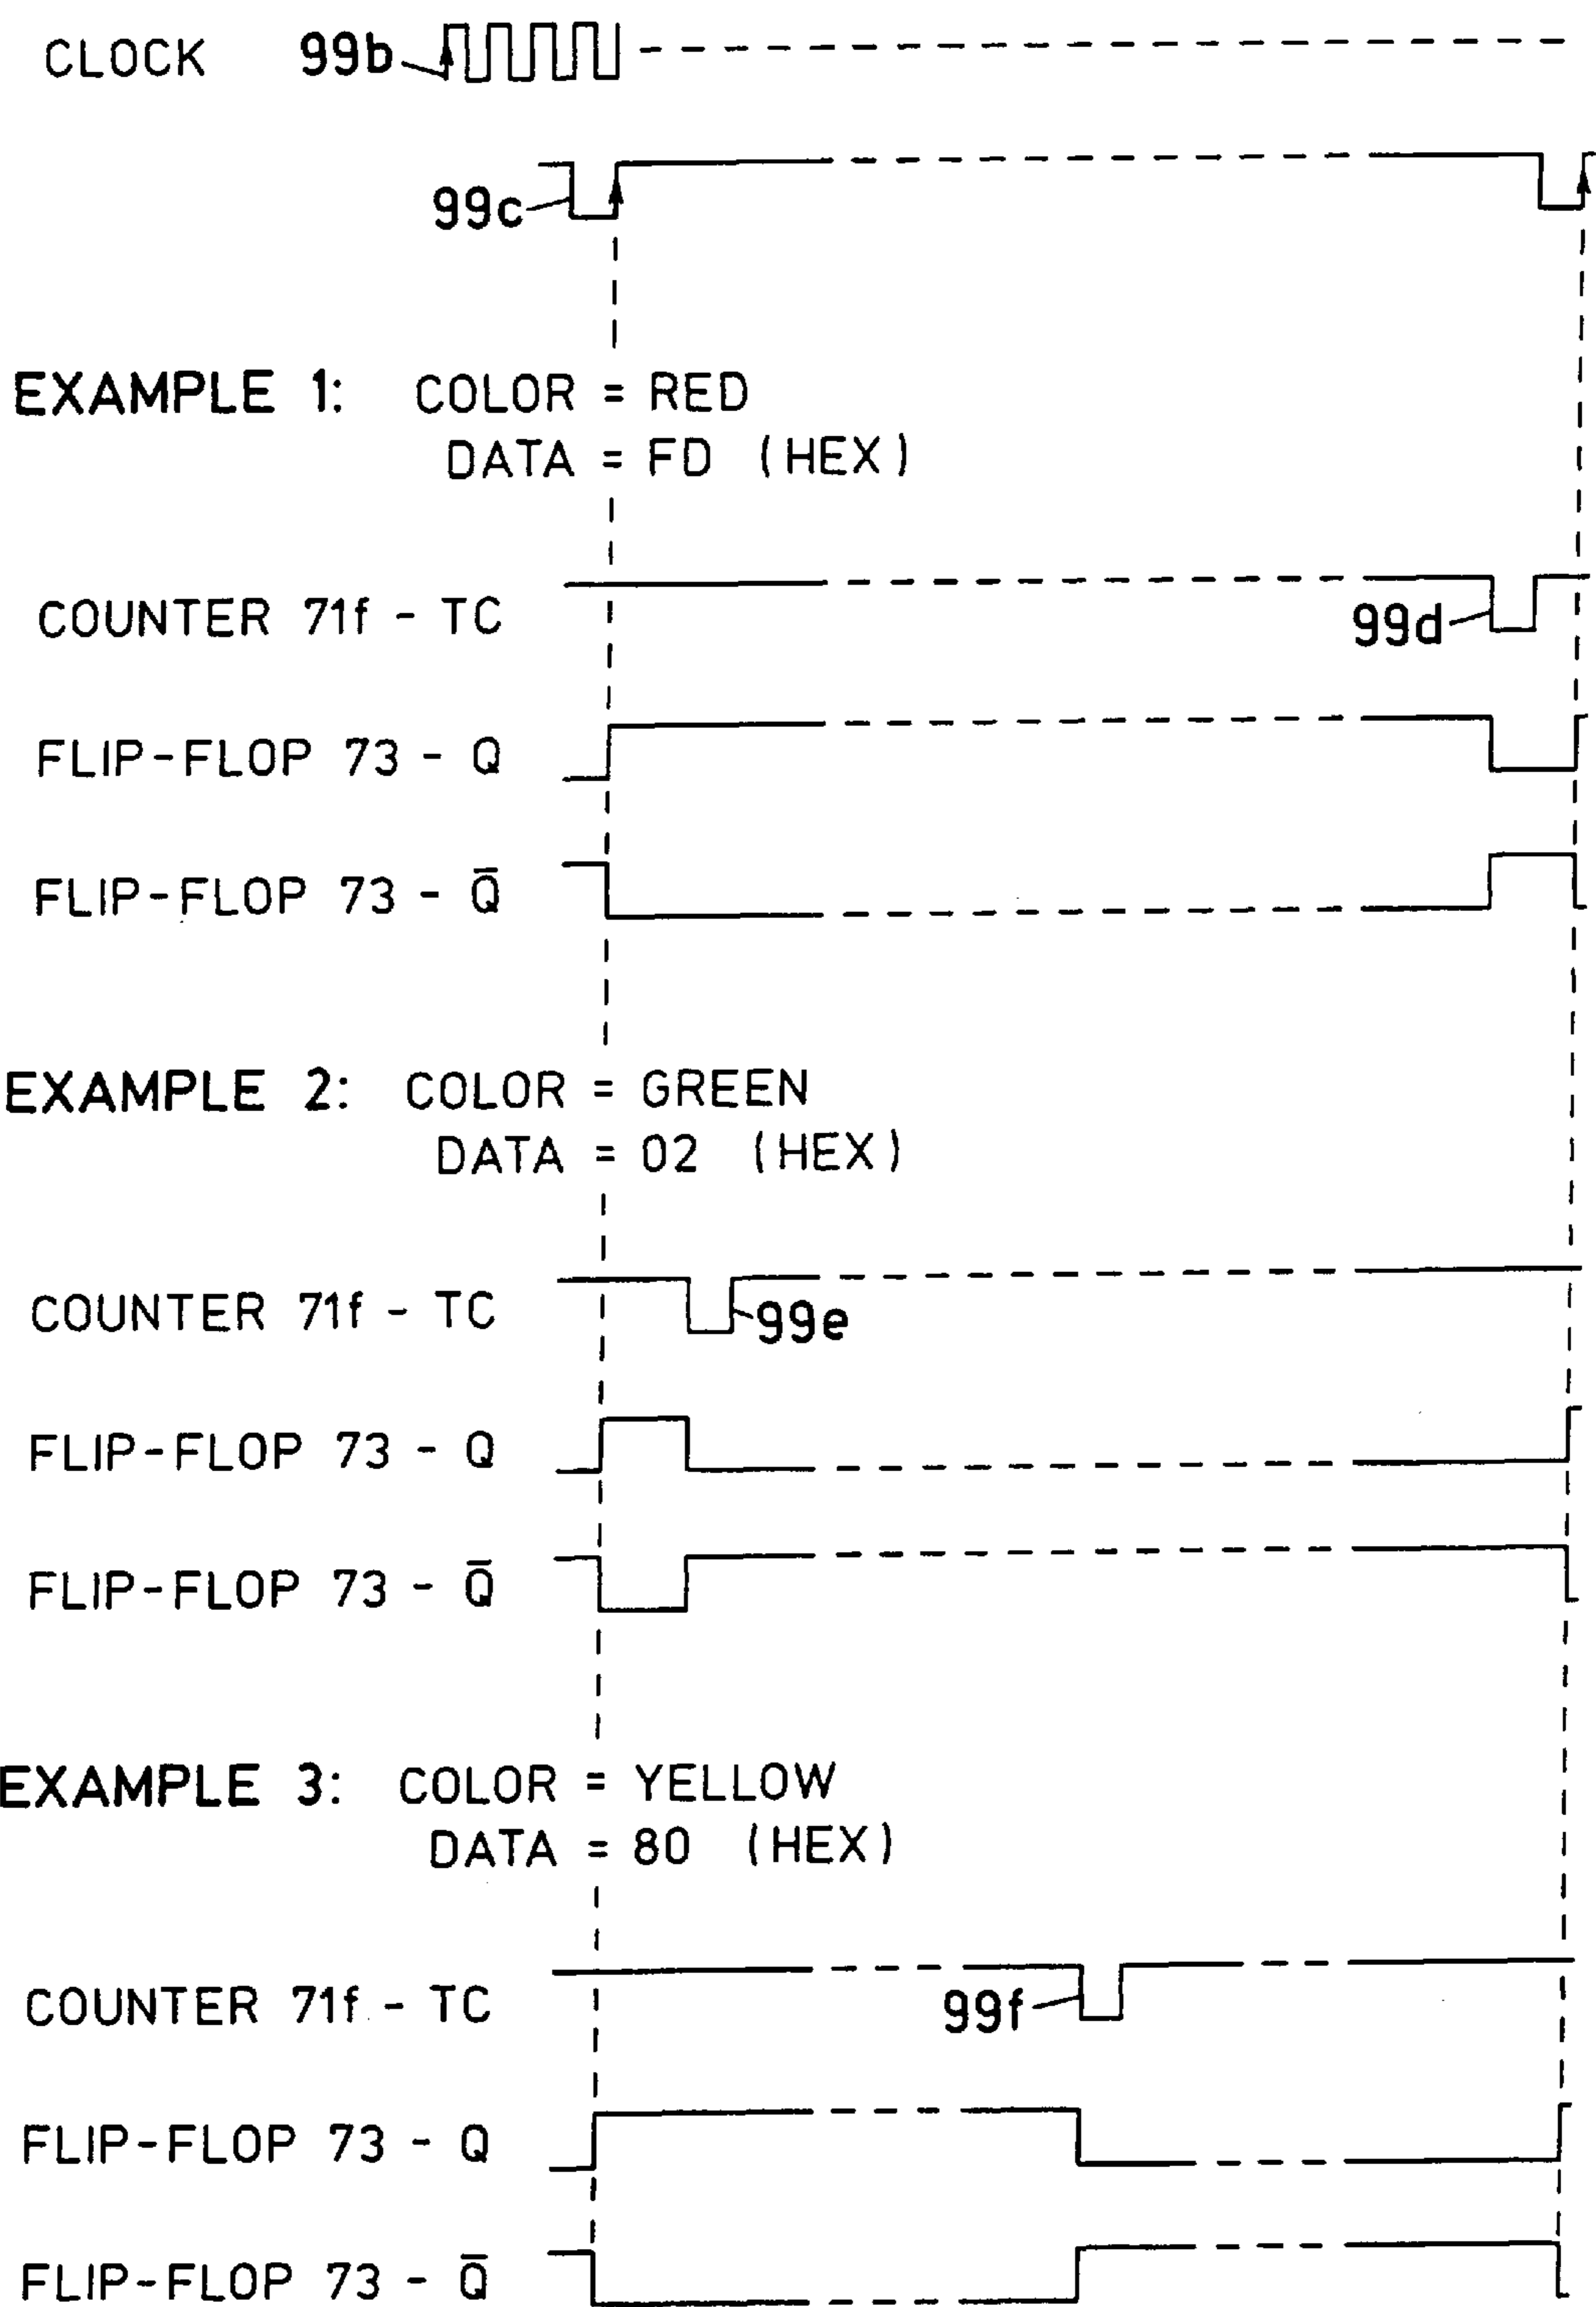 CLOCK 99b
99c
EXAMPLE 1: COLOR = RED
DATA = FD (HEX)
COUNTER 71f - TC 99d
FLIP-FLOP 73 - Q
FLIP-FLOP 73 - Q̄
EXAMPLE 2: COLOR = GREEN
DATA = 02 (HEX)
COUNTER 71f - TC 99e
FLIP-FLOP 73 - Q
FLIP-FLOP 73 - Q̄
EXAMPLE 3: COLOR = YELLOW
DATA = 80 (HEX)
COUNTER 71f - TC 99f
FLIP-FLOP 73 - Q
FLIP-FLOP 73 - Q̄